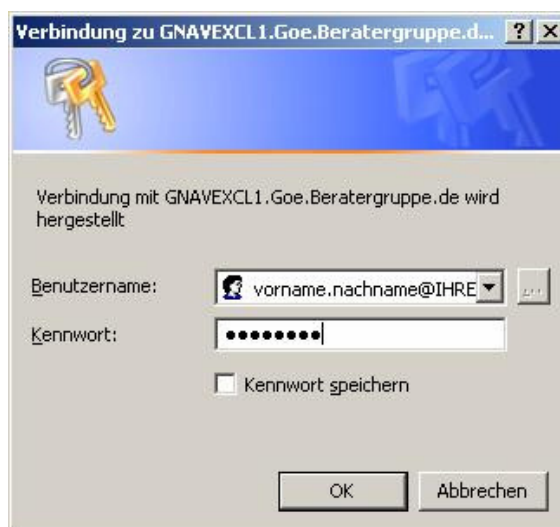 Verbindung zu GNAVEXCL1.Goe.Beratergruppe.d...
Verbindung mit GNAVEXCL1.Goe.Beratergruppe.de wird
hergestellt
Benutzername: vorname.nachname@IHRE
Kennwort: ●●●●●●●●
Kennwort speichern
OK Abbrechen